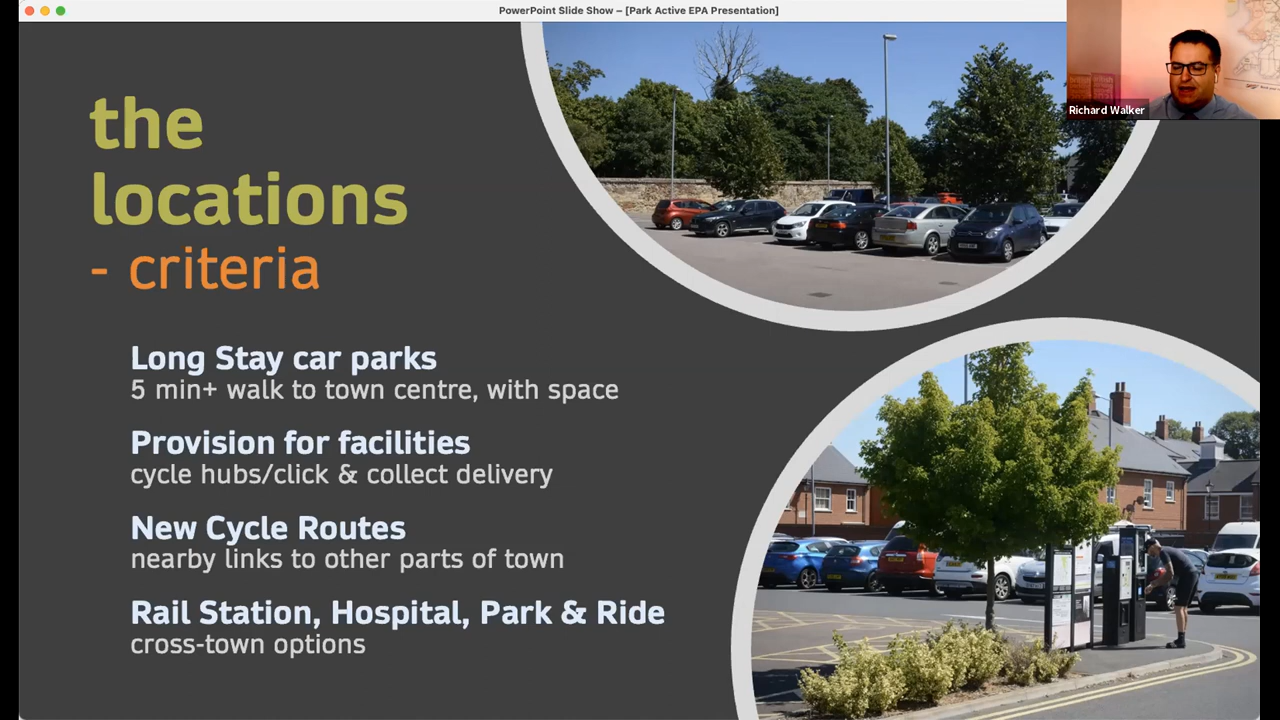 PowerPoint Slide Show – [Park Active EPA Presentation]
Richard Walker
the
locations
- criteria
Long Stay car parks
5 min+ walk to town centre, with space
Provision for facilities
cycle hubs/click & collect delivery
New Cycle Routes
nearby links to other parts of town
Rail Station, Hospital, Park & Ride
cross-town options